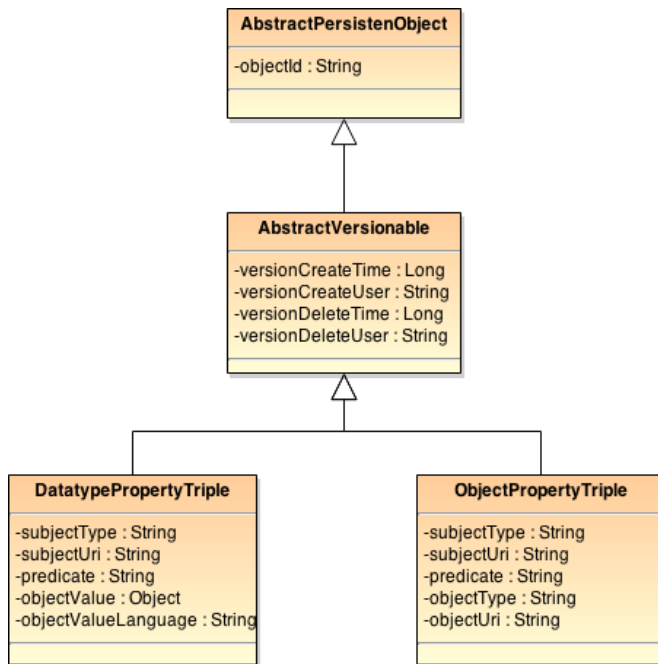 AbstractPersistenObject
-objectId : String
AbstractVersionable
-versionCreateTime : Long
-versionCreateUser : String
-versionDeleteTime : Long
-versionDeleteUser : String
DatatypePropertyTriple
-subjectType : String
-subjectUri : String
-predicate : String
-objectValue : Object
-objectValueLanguage : String
ObjectPropertyTriple
-subjectType : String
-subjectUri : String
-predicate : String
-objectType : String
-objectUri : String